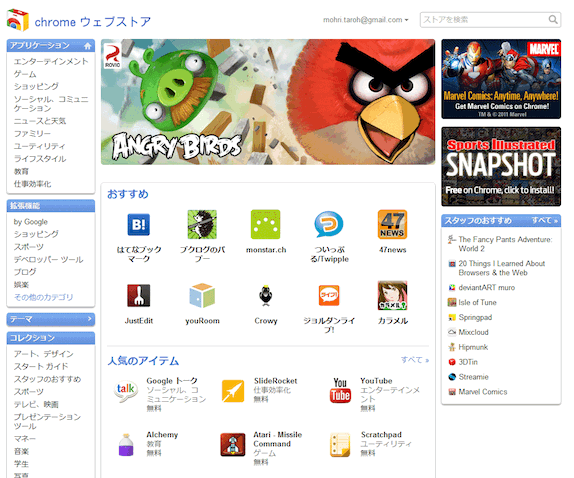 chrome ウェブストア
mohri.taroh@gmail.com
ストアを検索
アプリケーション
エンターテインメント
ゲーム
ショッピング
ソーシャル、コミュニ
ケーション
ニュースと天気
ファミリー
ユーティリティ
ライフスタイル
教育
仕事効率化
拡張機能
by Google
ショッピング
スポーツ
デベロッパー ツール
ブログ
娯楽
その他のカテゴリ
テーマ »
コレクション
アート、デザイン
スタート ガイド
スタッフのおすすめ
スポーツ
テレビ、映画
プレゼンテーション
ツール
マネー
音楽
学生
写真
ROVIO
ANGRY BIRDS
おすすめ
B!
はてなブック
マーク
ブクログのパ
ブー
monstar.ch
ついっぷ
る/Twipple
47
NEWS
47news
JustEdit
youRoom
Crowy
ライブ!
ジョルダンライ
ブ!
カラメル
カラメル
人気のアイテム
すべて »
talk
Google トーク
ソーシャル、コ
ミュニケーション
無料
SlideRocket
仕事効率化
無料
You
Tube
YouTube
エンターテインメ
ント
無料
Alchemy
教育
無料
Atari - Missile
Command
ゲーム
無料
Scratchpad
ユーティリティ
無料
MARVEL
Marvel Comics: Anytime, Anywhere!
Get Marvel Comics on Chrome!
TM & © 2011 Marvel
Sports Illustrated
SNAPSHOT
Free on Chrome, click to install!
スタッフのおすすめ
すべて »
The Fancy Pants Adventure:
World 2
20 Things I Learned About
Browsers & the Web
deviantART muro
Isle of Tune
Springpad
Mixcloud
Hipmunk
3DTin
Streamie
Marvel Comics